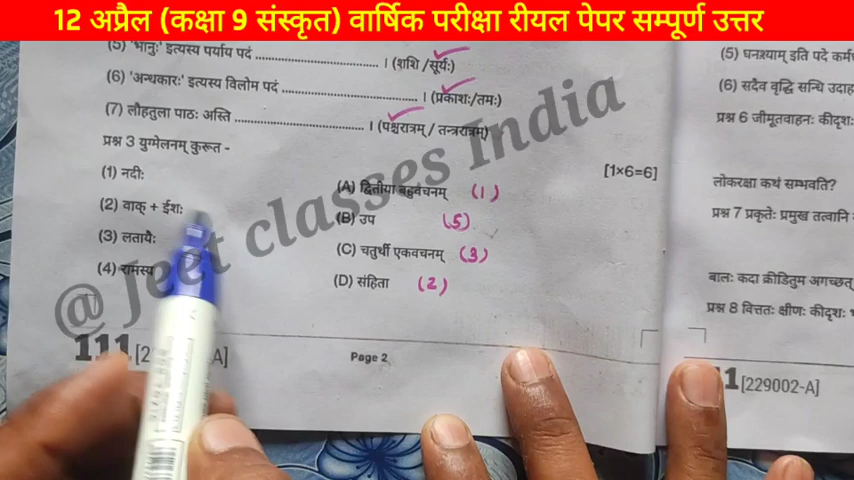 12 अप्रैल (कक्षा 9 संस्कृत) वार्षिक परीक्षा रीयल पेपर सम्पूर्ण उत्तर
(5) 'भानुः' इत्यस्य पर्याय पदं .................... । (शशि /सूर्यः)
(6) 'अन्धकारः' इत्यस्य विलोम पदं .................... । (प्रकाशः/तमः)
(7) लौहतुला पाठः अस्ति .................... । (पञ्चरात्रम् / तन्त्ररात्रम्)
प्रश्न 3 युग्मेलनम् कुरूत -
[1×6=6]
(1) नदीः
(A) द्वितीया बहुवचनम् (1)
(2) वाक् + ईशः
(B) उप (5)
(3) लतायैः
(C) चतुर्थी एकवचनम् (3)
(4) रामस्य
(D) संहिता (2)
@ Jeet classes India
111
Page 2
(5) घनश्याम् इति पदे
(6) सदैव वृद्धि सन्धि
प्रश्न 6 जीमूतवाहनः कीदृशः
लोकरक्षा कथं सम्भवति?
प्रश्न 7 प्रकृतेः प्रमुख तत्वानि
बालः कदा क्रीडितुम अगच्छत्
प्रश्न 8 वित्ततः क्षीणः कीदृशः
[229002-A]